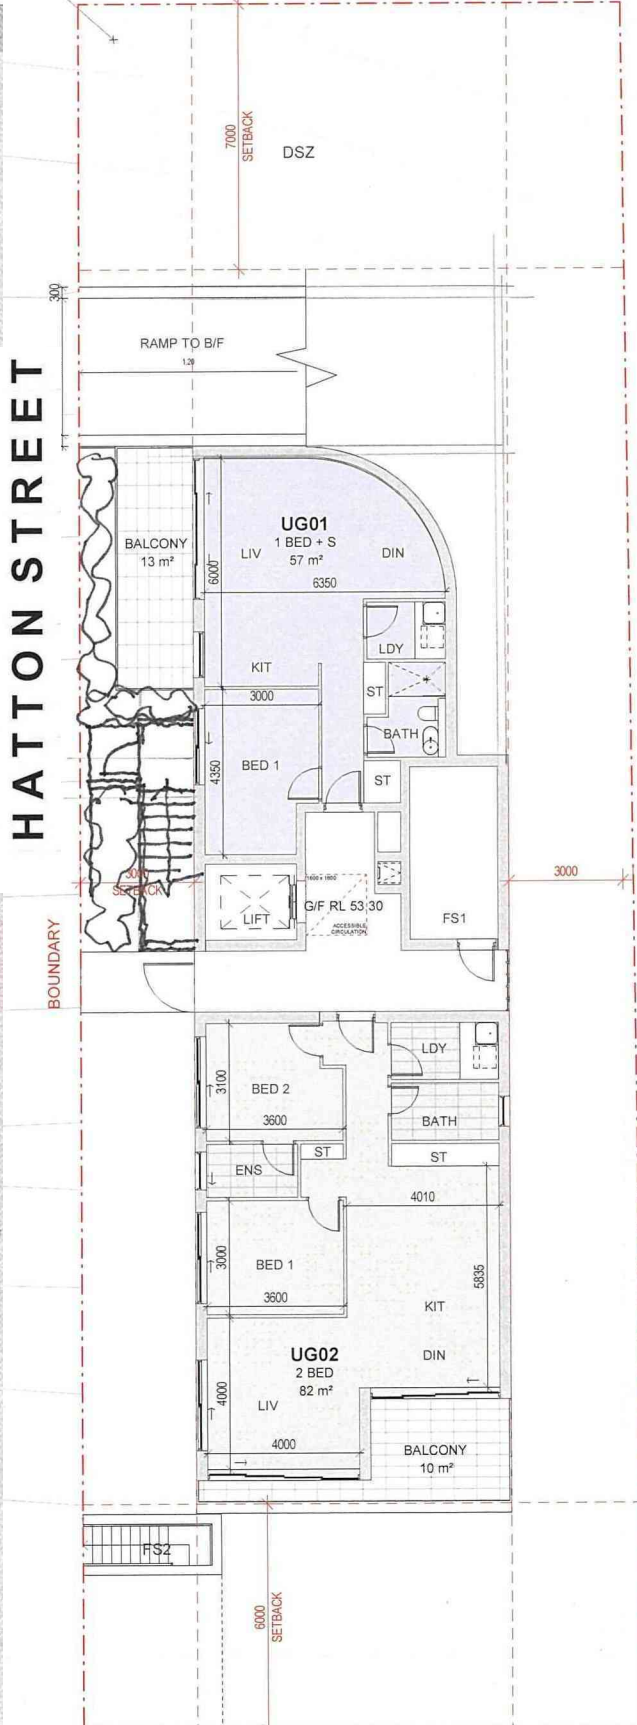 7000
SETBACK
DSZ
300
RAMP TO B/F
1:20
HATTON STREET
UG01
1 BED + S
57 m²
BALCONY
13 m²
LIV
DIN
6000
6350
LDY
KIT
ST
3000
BATH
BED 1
4350
ST
3000
SETBACK
3000
LIFT
G/F RL 53.30
ACCESSIBLE
CIRCULATION
FS1
BOUNDARY
LDY
BED 2
3100
3600
BATH
ENS
ST
ST
4010
BED 1
3000
3600
5835
KIT
UG02
2 BED
82 m²
DIN
LIV
4000
4000
BALCONY
10 m²
FS2
6000
SETBACK